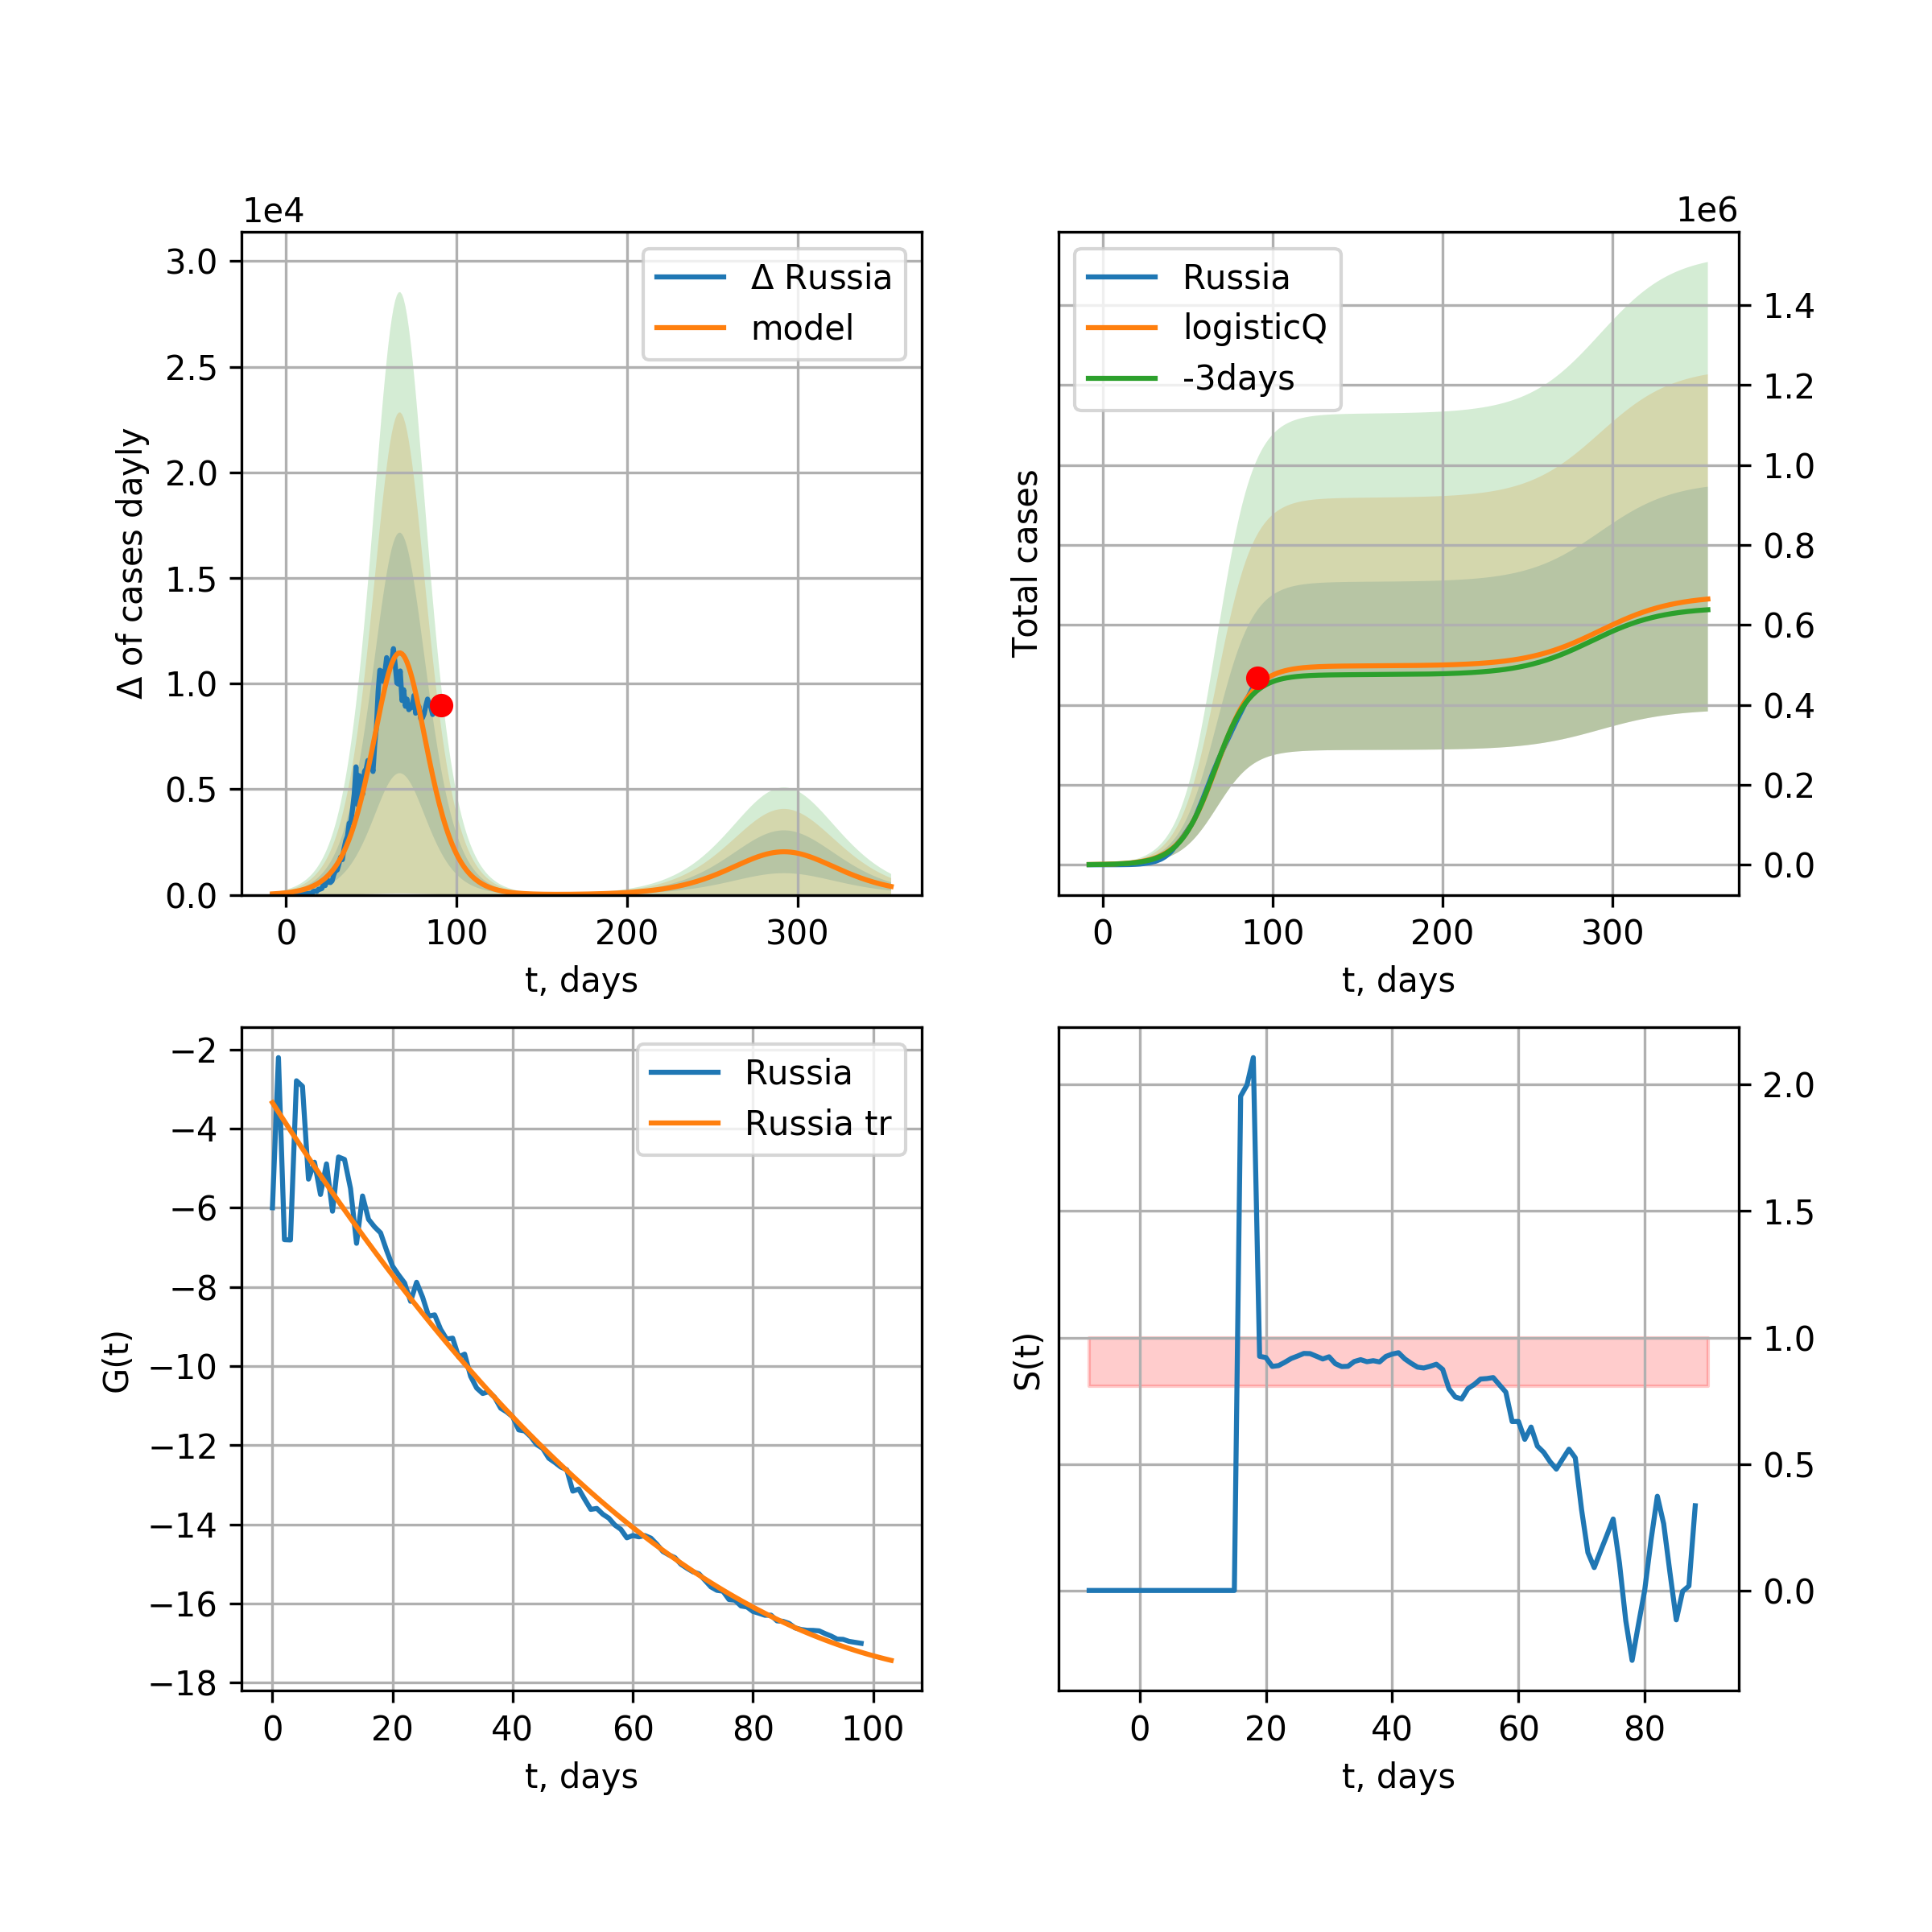 1e4
3.0
2.5
2.0
1.5
1.0
0.5
0.0
0 100 200 300
t, days
Δ of cases dayly
Δ Russia
model
1e6
1.4
1.2
1.0
0.8
0.6
0.4
0.2
0.0
0 100 200 300
t, days
Total cases
Russia
logisticQ
-3days
−2
−4
−6
−8
−10
−12
−14
−16
−18
0 20 40 60 80 100
t, days
G(t)
Russia
Russia tr
2.0
1.5
1.0
0.5
0.0
0 20 40 60 80
t, days
S(t)